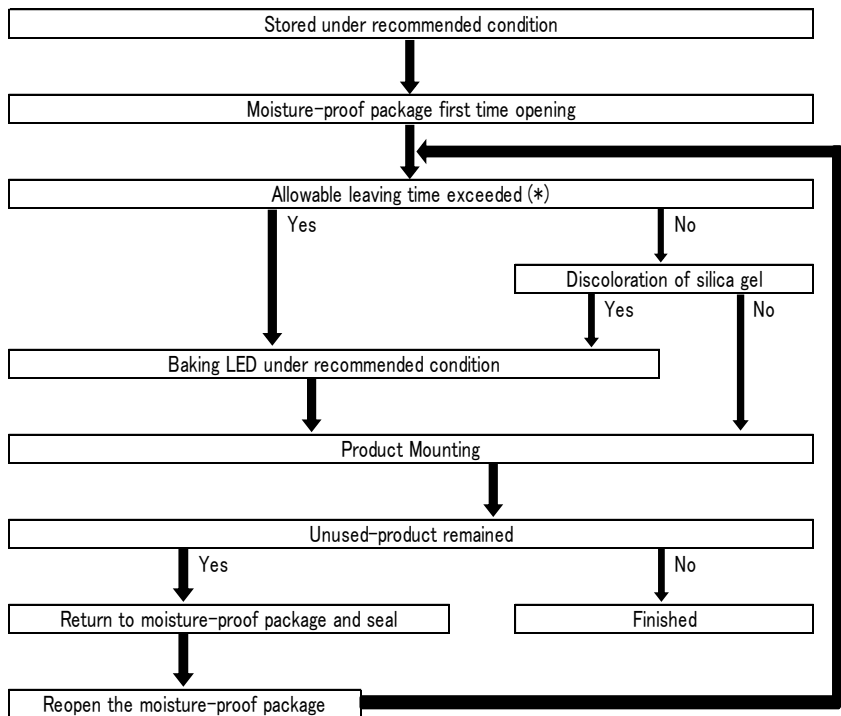 Stored under recommended condition
Moisture-proof package first time opening
Allowable leaving time exceeded (*)
Yes
No
Discoloration of silica gel
Yes
No
Baking LED under recommended condition
Product Mounting
Unused-product remained
Yes
No
Return to moisture-proof package and seal
Finished
Reopen the moisture-proof package